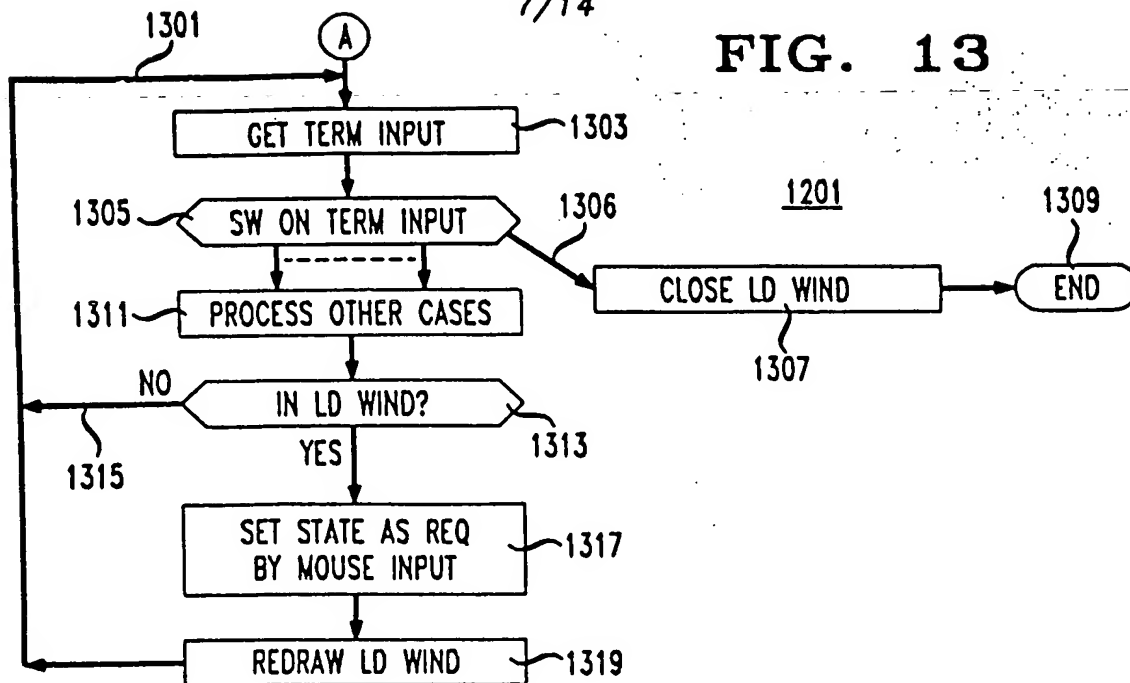 7/14
1301
A
FIG. 13
GET TERM INPUT
1303
1305
SW ON TERM INPUT
1306
1201
1309
CLOSE LD WIND
END
1307
1311
PROCESS OTHER CASES
NO
IN LD WIND?
1313
1315
YES
SET STATE AS REQ
BY MOUSE INPUT
1317
REDRAW LD WIND
1319